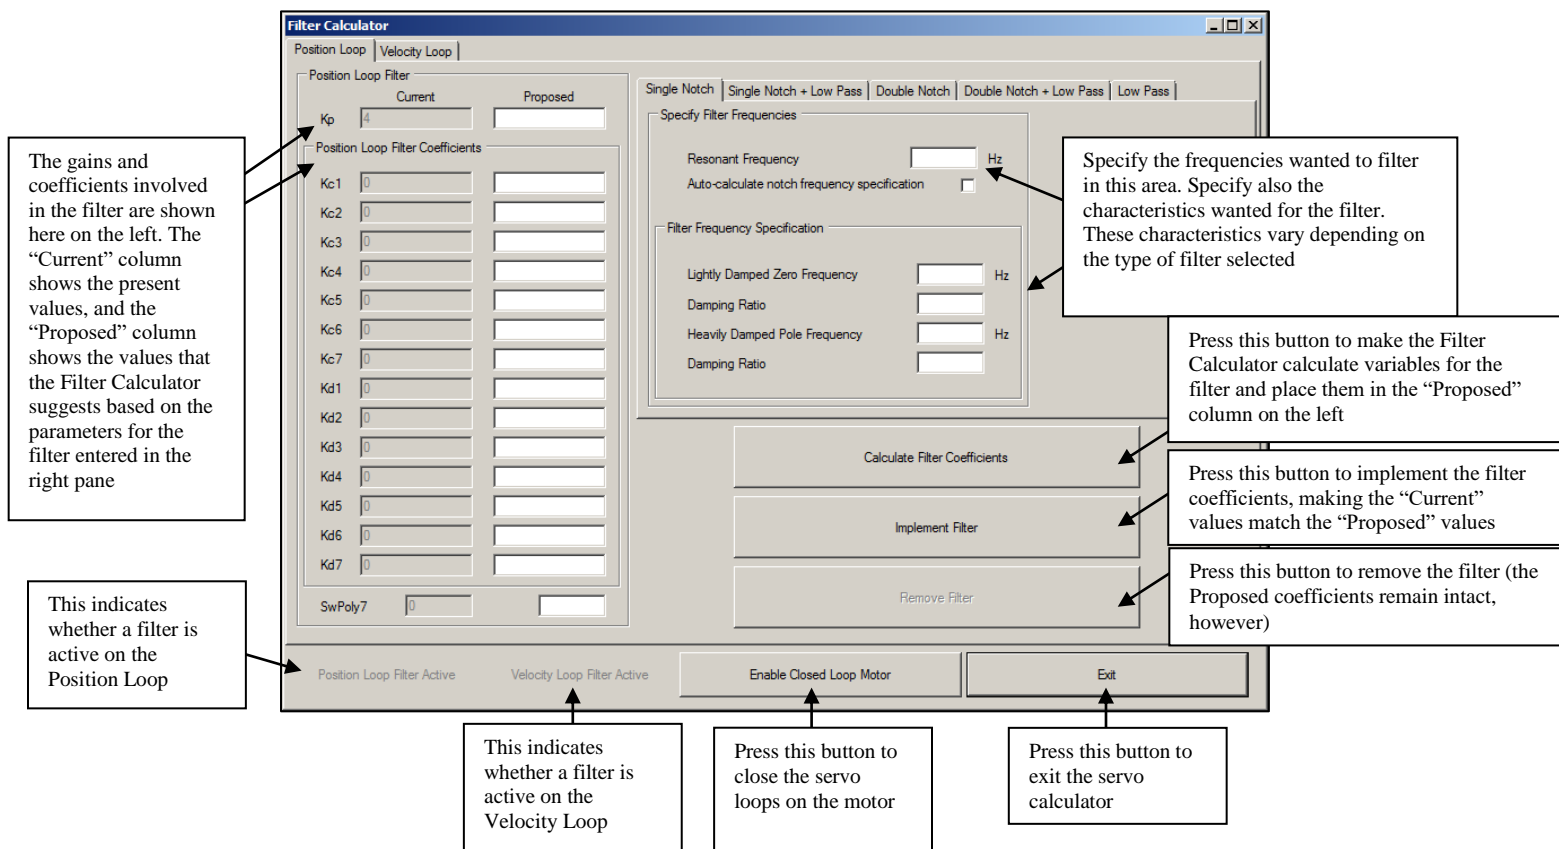 Filter Calculator
Position Loop
Velocity Loop
Position Loop Filter
Current
Proposed
Kp
4
Position Loop Filter Coefficients
Kc1
0
Kc2
0
Kc3
0
Kc4
0
Kc5
0
Kc6
0
Kc7
0
Kd1
0
Kd2
0
Kd3
0
Kd4
0
Kd5
0
Kd6
0
Kd7
0
SwPoly7
0
Single Notch
Single Notch + Low Pass
Double Notch
Double Notch + Low Pass
Low Pass
Specify Filter Frequencies
Resonant Frequency
Hz
Auto-calculate notch frequency specification
Filter Frequency Specification
Lightly Damped Zero Frequency
Hz
Damping Ratio
Heavily Damped Pole Frequency
Hz
Damping Ratio
Calculate Filter Coefficients
Implement Filter
Remove Filter
Position Loop Filter Active
Velocity Loop Filter Active
Enable Closed Loop Motor
Exit
The gains and
coefficients involved
in the filter are shown
here on the left. The
“Current” column
shows the present
values, and the
“Proposed” column
shows the values that
the Filter Calculator
suggests based on the
parameters for the
filter entered in the
right pane
Specify the frequencies wanted to filter
in this area. Specify also the
characteristics wanted for the filter.
These characteristics vary depending on
the type of filter selected
Press this button to make the Filter
Calculator calculate variables for the
filter and place them in the “Proposed”
column on the left
Press this button to implement the filter
coefficients, making the “Current”
values match the “Proposed” values
Press this button to remove the filter (the
Proposed coefficients remain intact,
however)
This indicates
whether a filter is
active on the
Position Loop
This indicates
whether a filter is
active on the
Velocity Loop
Press this button to
close the servo
loops on the motor
Press this button to
exit the servo
calculator